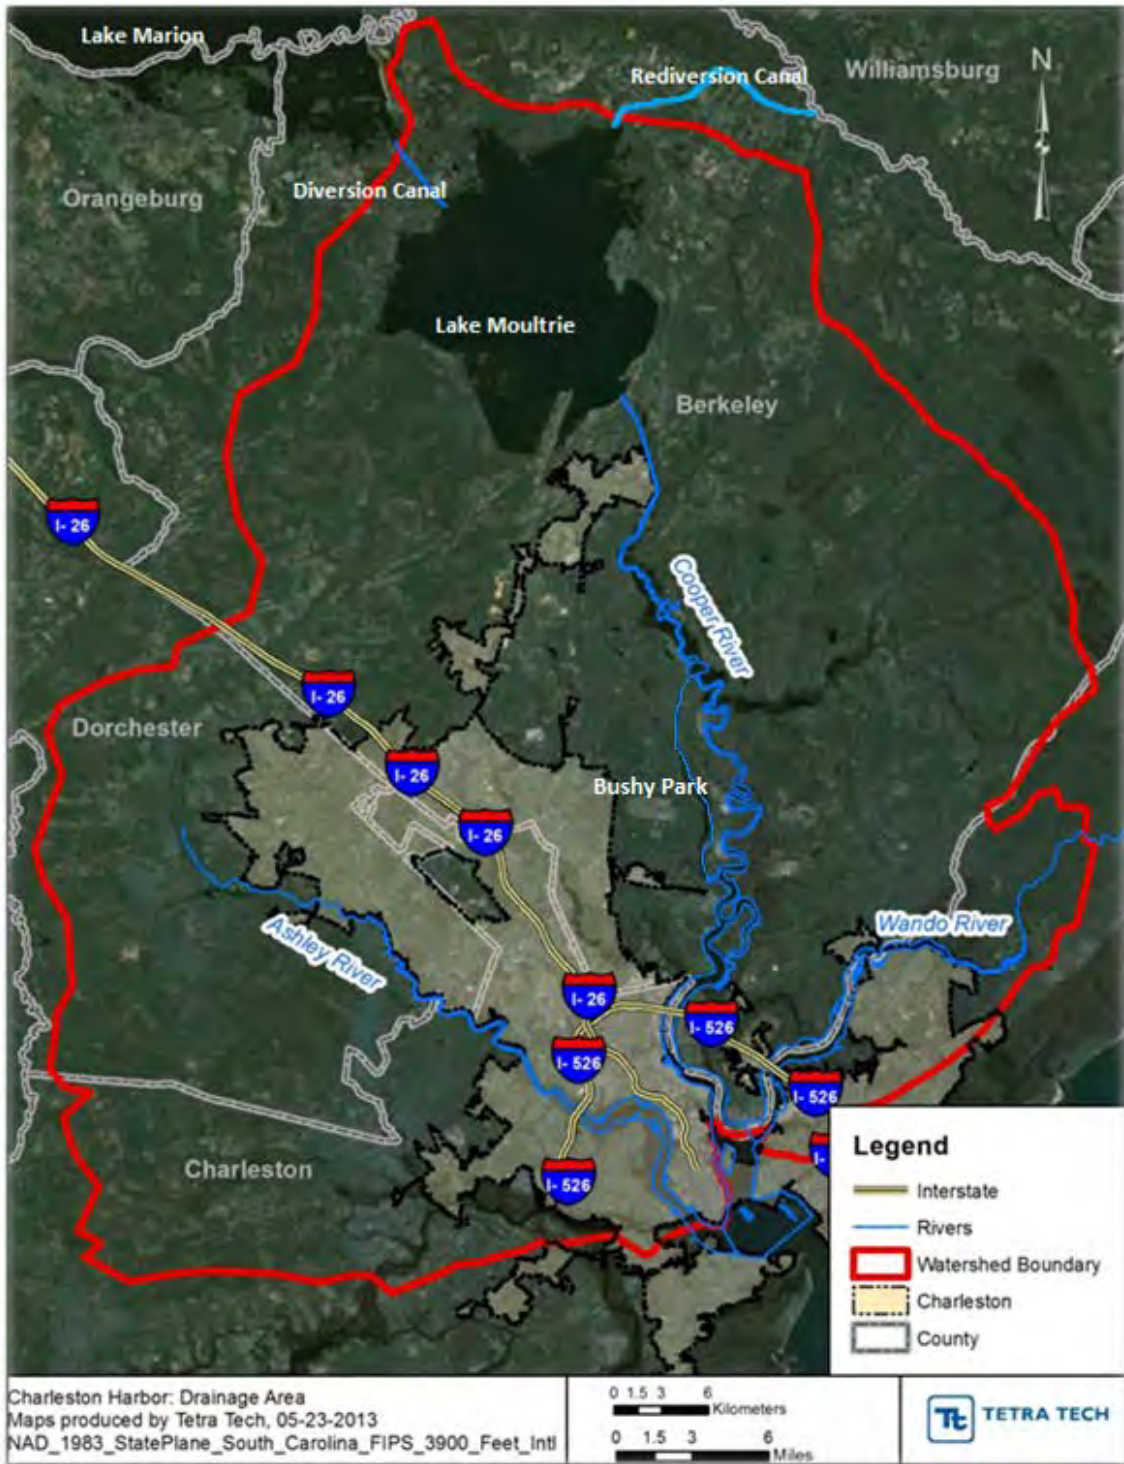 Lake Marion
Rediversion Canal
Williamsburg
N
Orangeburg
Diversion Canal
Lake Moultrie
Berkeley
I- 26
Cooper River
I- 26
Dorchester
I- 26
Bushy Park
I- 26
Ashley River
Wando River
I- 26
I- 526
I- 526
I- 526
I-
Charleston
I- 526
Legend
Interstate
Rivers
Watershed Boundary
Charleston
County
Charleston Harbor: Drainage Area
Maps produced by Tetra Tech, 05-23-2013
NAD_1983_StatePlane_South_Carolina_FIPS_3900_Feet_Intl
0 1.5 3 6
Kilometers
0 1.5 3 6
Miles
Tt TETRA TECH